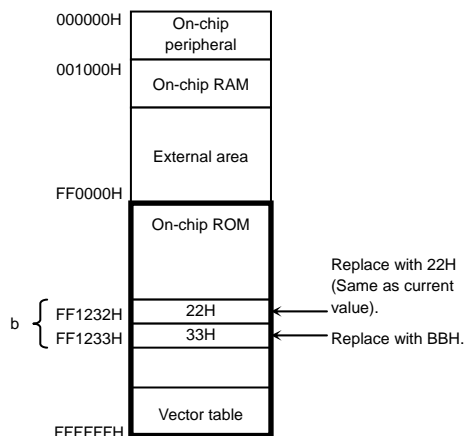 000000H
On-chip
peripheral
001000H
On-chip RAM
External area
FF0000H
On-chip ROM
Replace with 22H
(Same as current
value).
b
FF1232H
22H
FF1233H
33H
Replace with BBH.
Vector table
FFFFFFH